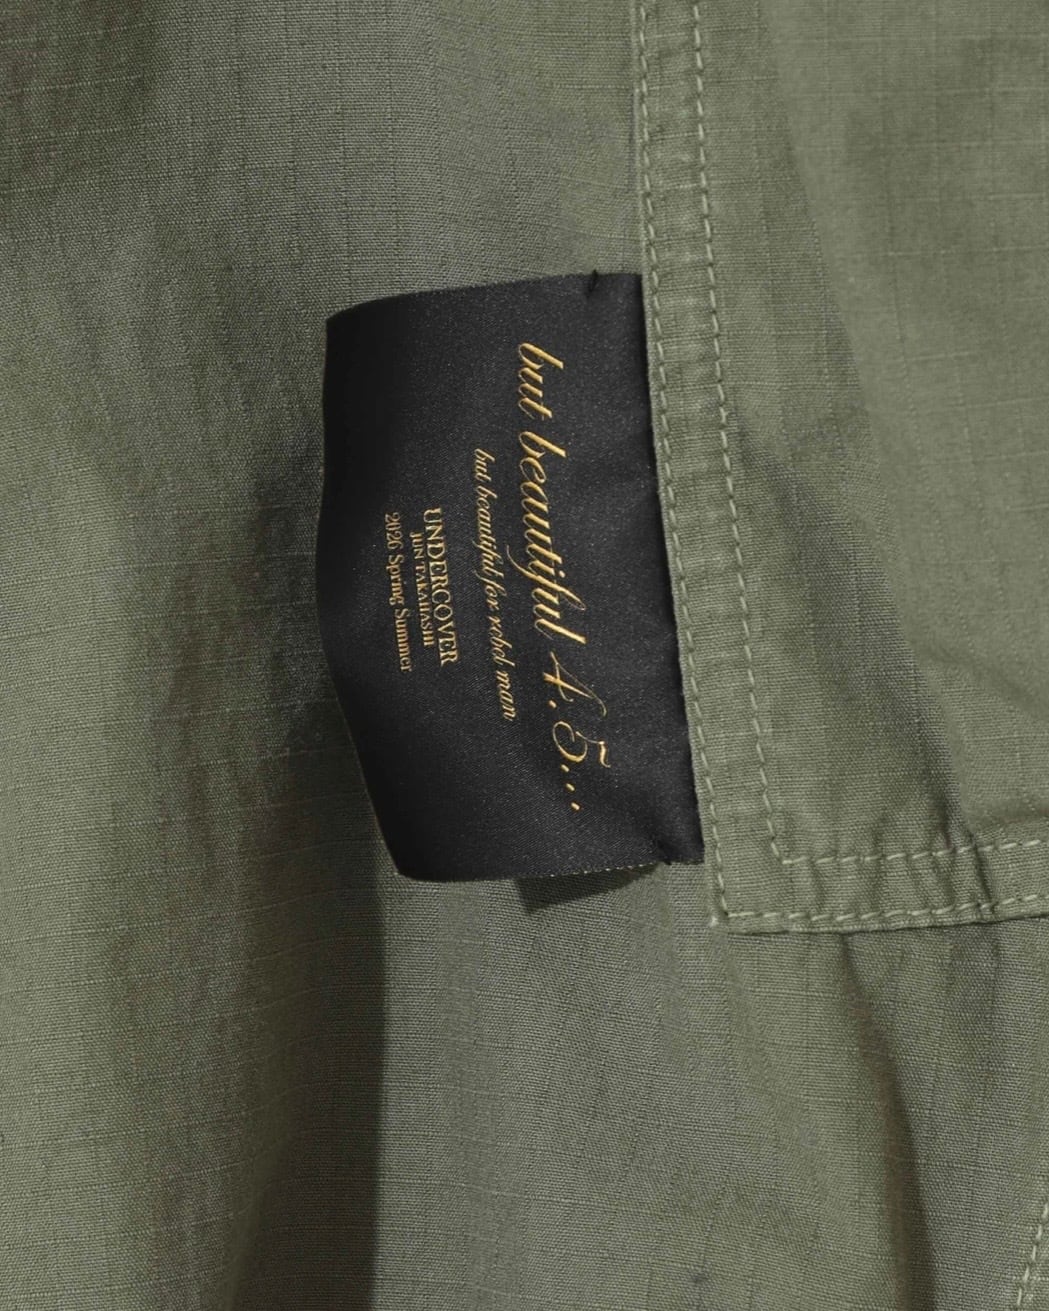 but beautiful 4.5...
but beautiful for rebel man
UNDERCOVER
JUN TAKAHASHI
2026 Spring Summer